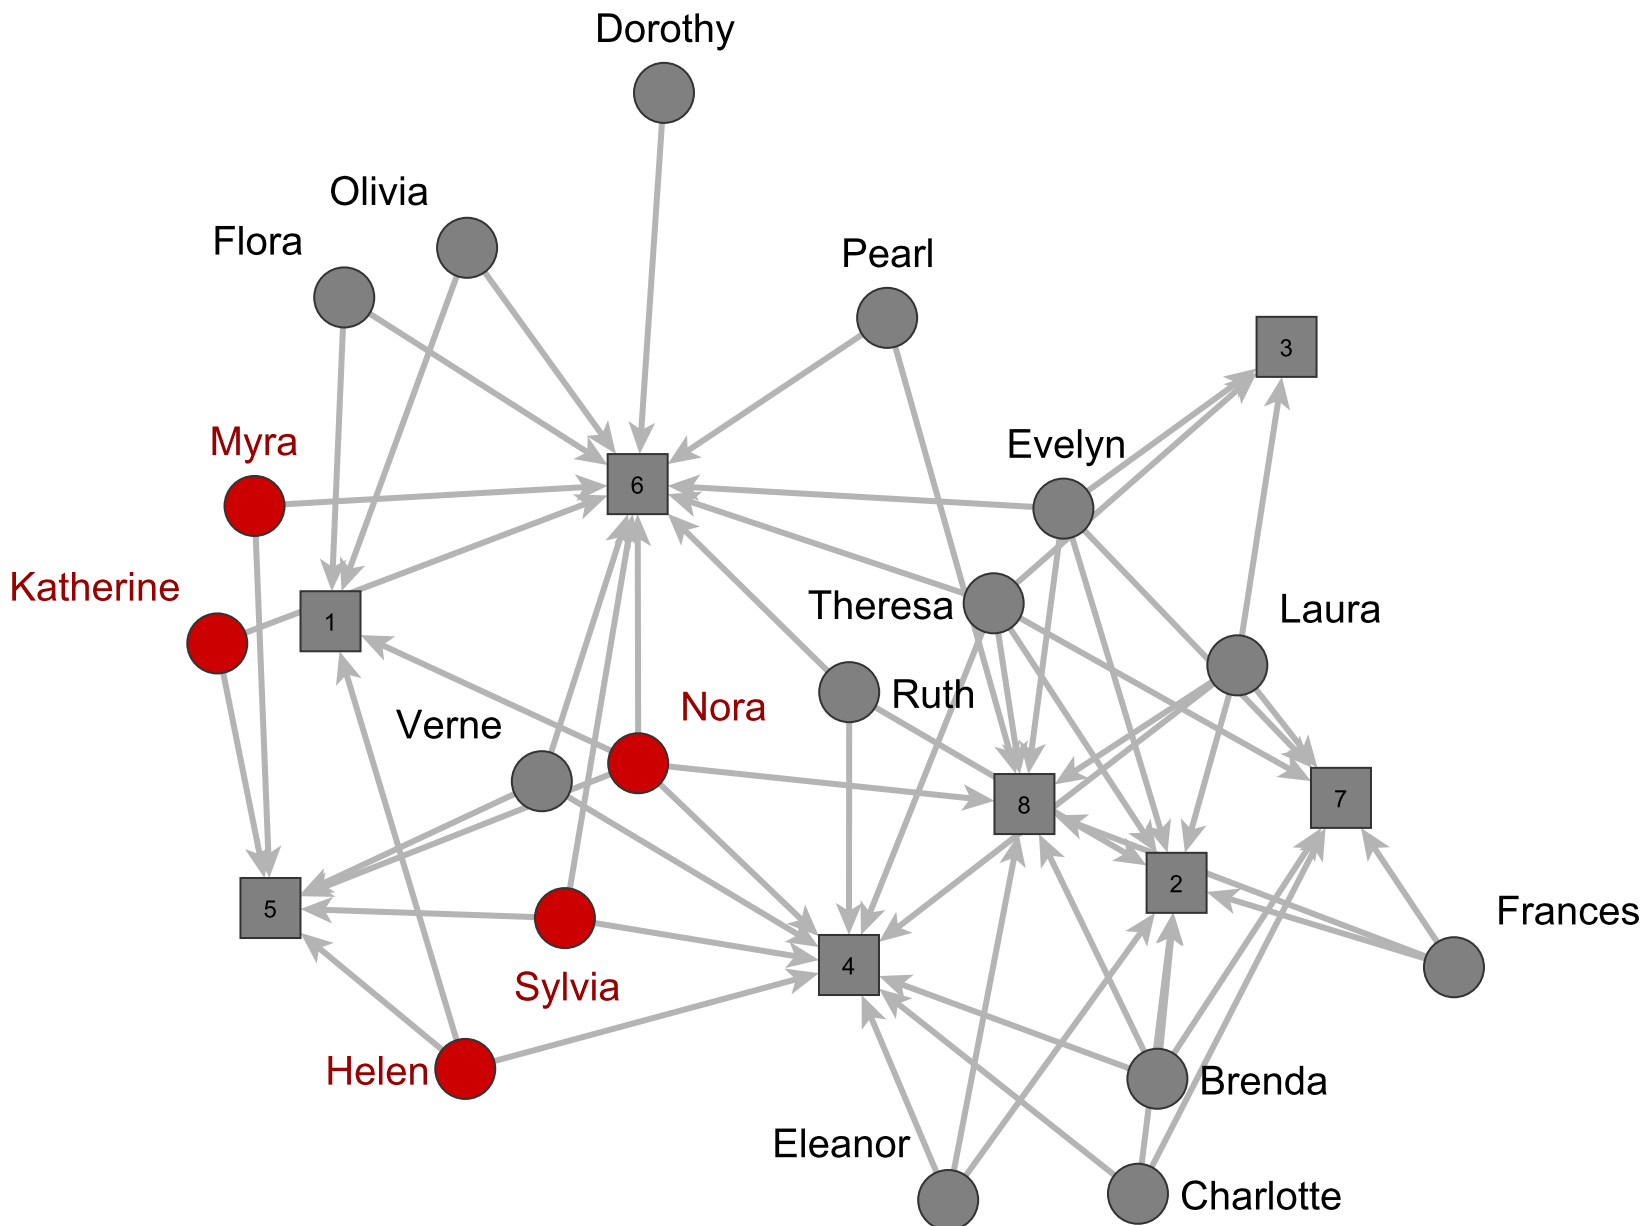 Dorothy
Olivia
Flora
Pearl
3
Myra
Evelyn
6
Katherine
1
Theresa
Laura
Ruth
Nora
Verne
8
7
2
5
Frances
4
Sylvia
Helen
Brenda
Eleanor
Charlotte